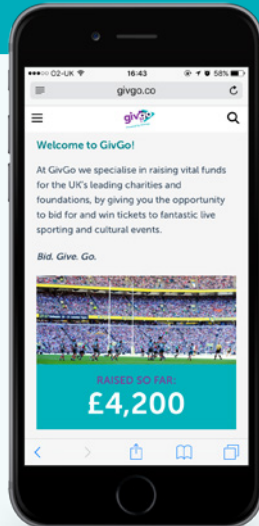 O2-UK 16:43 58%
givgo.co
givgo
Welcome to GivGo!
At GivGo we specialise in raising vital funds
for the UK's leading charities and
foundations, by giving you the opportunity
to bid for and win tickets to fantastic live
sporting and cultural events.
Bid. Give. Go.
RAISED SO FAR:
£4,200